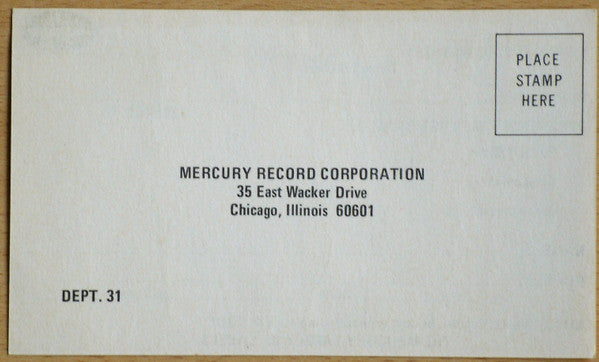 PLACE
STAMP
HERE
MERCURY RECORD CORPORATION
35 East Wacker Drive
Chicago, Illinois 60601
DEPT. 31